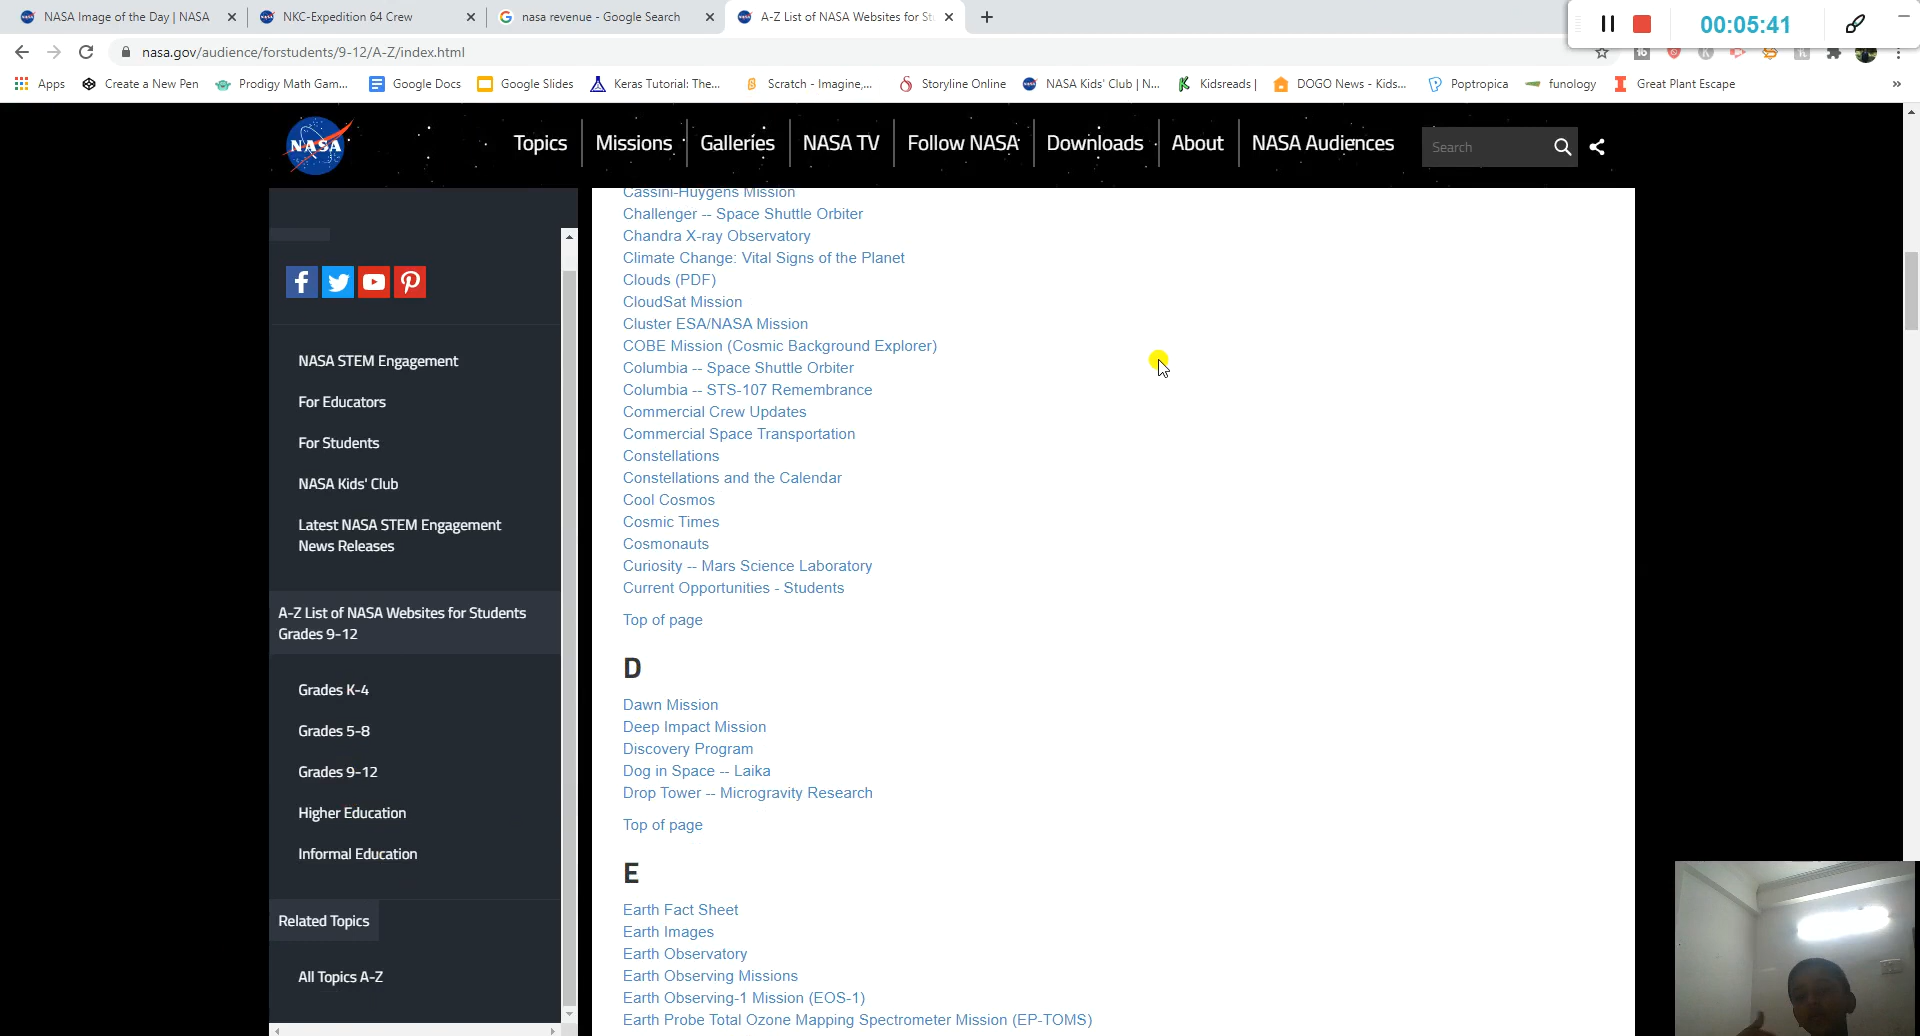 NASA Image of the Day | NASA
NKC-Expedition 64 Crew
nasa revenue - Google Search
A-Z List of NASA Websites for St
00:05:41
nasa.gov/audience/forstudents/9-12/A-Z/index.html
Apps
Create a New Pen
Prodigy Math Gam...
Google Docs
Google Slides
Keras Tutorial: The...
Scratch - Imagine,...
Storyline Online
NASA Kids' Club | N...
Kidsreads |
DOGO News - Kids...
Poptropica
funology
Great Plant Escape
»
NASA
Topics
Missions
Galleries
NASA TV
Follow NASA
Downloads
About
NASA Audiences
Search
NASA STEM Engagement
For Educators
For Students
NASA Kids' Club
Latest NASA STEM Engagement
News Releases
A-Z List of NASA Websites for Students
Grades 9-12
Grades K-4
Grades 5-8
Grades 9-12
Higher Education
Informal Education
Related Topics
All Topics A-Z
Cassini-Huygens Mission
Challenger -- Space Shuttle Orbiter
Chandra X-ray Observatory
Climate Change: Vital Signs of the Planet
Clouds (PDF)
CloudSat Mission
Cluster ESA/NASA Mission
COBE Mission (Cosmic Background Explorer)
Columbia -- Space Shuttle Orbiter
Columbia -- STS-107 Remembrance
Commercial Crew Updates
Commercial Space Transportation
Constellations
Constellations and the Calendar
Cool Cosmos
Cosmic Times
Cosmonauts
Curiosity -- Mars Science Laboratory
Current Opportunities - Students
Top of page
D
Dawn Mission
Deep Impact Mission
Discovery Program
Dog in Space -- Laika
Drop Tower -- Microgravity Research
Top of page
E
Earth Fact Sheet
Earth Images
Earth Observatory
Earth Observing Missions
Earth Observing-1 Mission (EOS-1)
Earth Probe Total Ozone Mapping Spectrometer Mission (EP-TOMS)